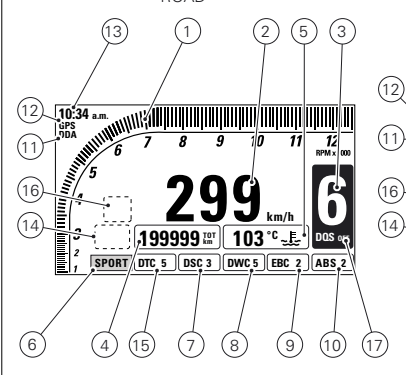 ROAD
13 1 2 5 3
10:34 a.m.
12 GPS 12
11 DDA 11
1 2 3 4 5 6 7 8 9 10 11 12
RPM x 1000
16 299 km/h 6 16
14 199999 TOT km 103 °C DQS OFF 14
SPORT DTC 5 DSC 3 DWC 5 EBC 2 ABS 2
6 4 15 7 8 9 10 17